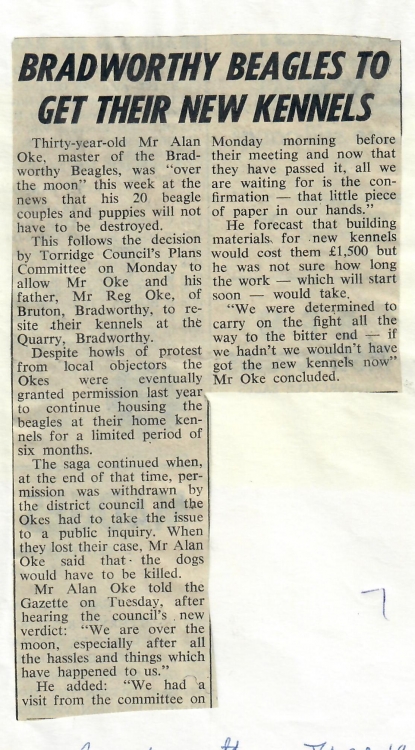 BRADWORTHY BEAGLES TO
GET THEIR NEW KENNELS
Thirty-year-old Mr Alan
Oke, master of the Brad-
worthy Beagles, was "over
the moon" this week at the
news that his 20 beagle
couples and puppies will not
have to be destroyed.
This follows the decision
by Torridge Council's Plans
Committee on Monday to
allow Mr Oke and his
father, Mr Reg Oke, of
Bruton, Bradworthy, to re-
site their kennels at the
Quarry, Bradworthy.
Despite howls of protest
from local objectors the
Okes were eventually
granted permission last year
to continue housing the
beagles at their home ken-
nels for a limited period of
six months.
The saga continued when,
at the end of that time, per-
mission was withdrawn by
the district council and the
Okes had to take the issue
to a public inquiry. When
they lost their case, Mr Alan
Oke said that the dogs
would have to be killed.
Mr Alan Oke told the
Gazette on Tuesday, after
hearing the council's new
verdict: "We are over the
moon, especially after all
the hassles and things which
have happened to us."
He added: "We had a
visit from the committee on
Monday morning before
their meeting and now that
they have passed it, all we
are waiting for is the con-
firmation — that little piece
of paper in our hands."
He forecast that building
materials for new kennels
would cost them £1,500 but
he was not sure how long
the work — which will start
soon — would take.
"We were determined to
carry on the fight all the
way to the bitter end — if
we hadn't we wouldn't have
got the new kennels now"
Mr Oke concluded.
7